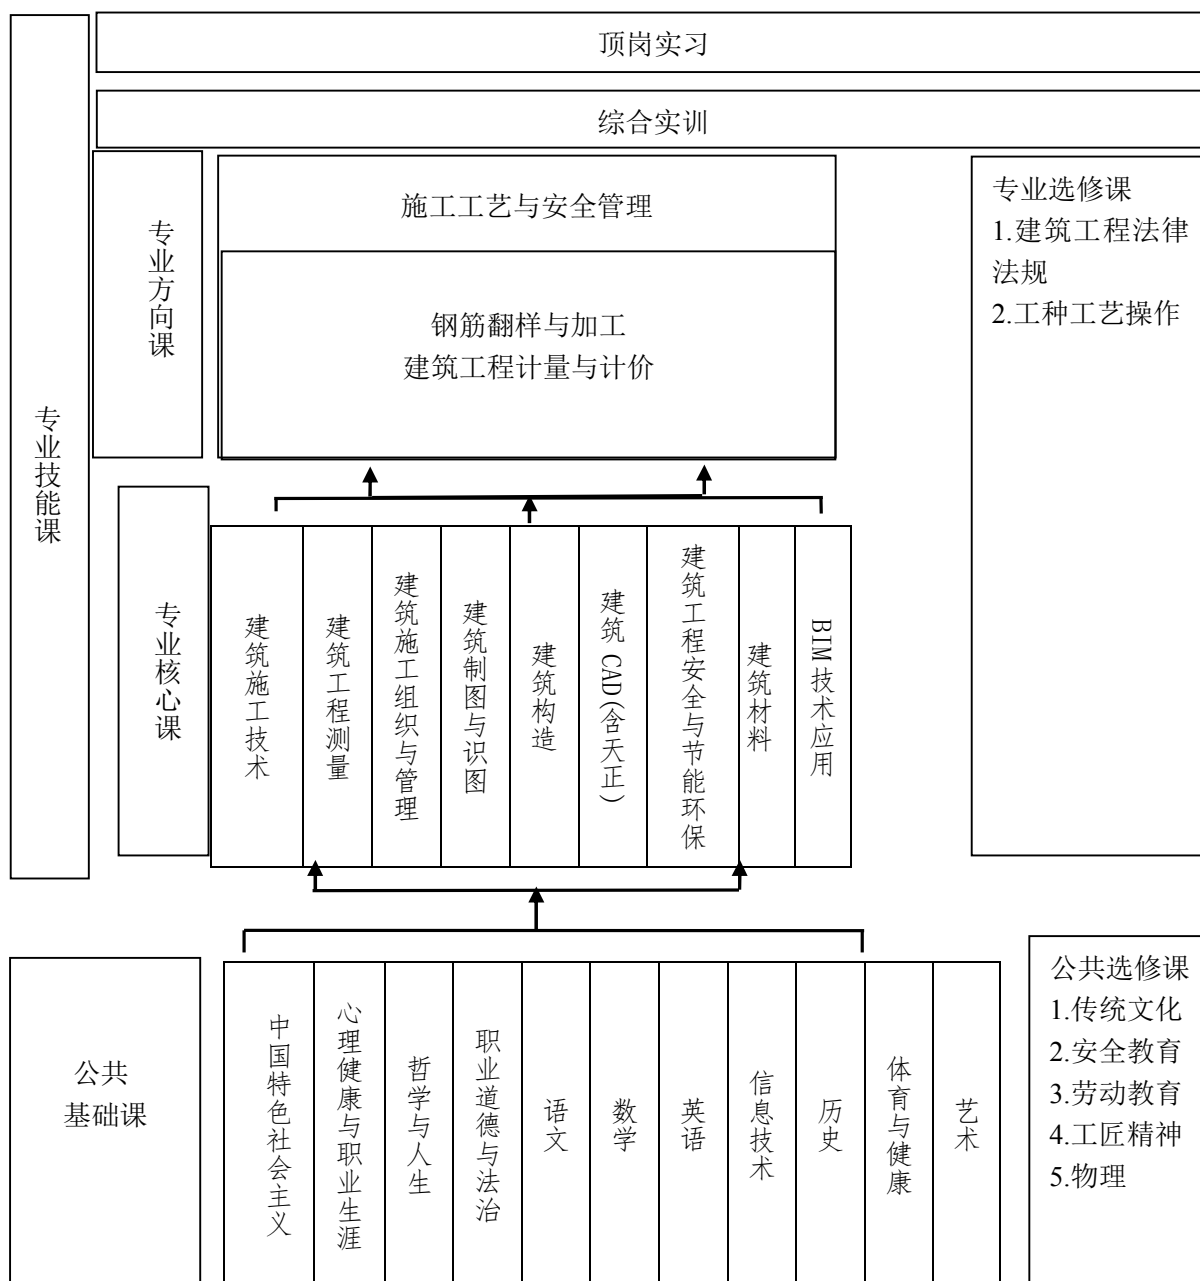 顶岗实习
综合实训
专业技能课
专业方向课
施工工艺与安全管理
钢筋翻样与加工
建筑工程计量与计价
专业选修课
1.建筑工程法律
法规
2.工种工艺操作
专业核心课
建筑施工技术
建筑工程测量
建筑施工组织与管理
建筑制图与识图
建筑构造
建筑 CAD(含天正)
建筑工程安全与节能环保
建筑材料
BIM 技术应用
公共
基础课
中国特色社会主义
心理健康与职业生涯
哲学与人生
职业道德与法治
语文
数学
英语
信息技术
历史
体育与健康
艺术
公共选修课
1.传统文化
2.安全教育
3.劳动教育
4.工匠精神
5.物理